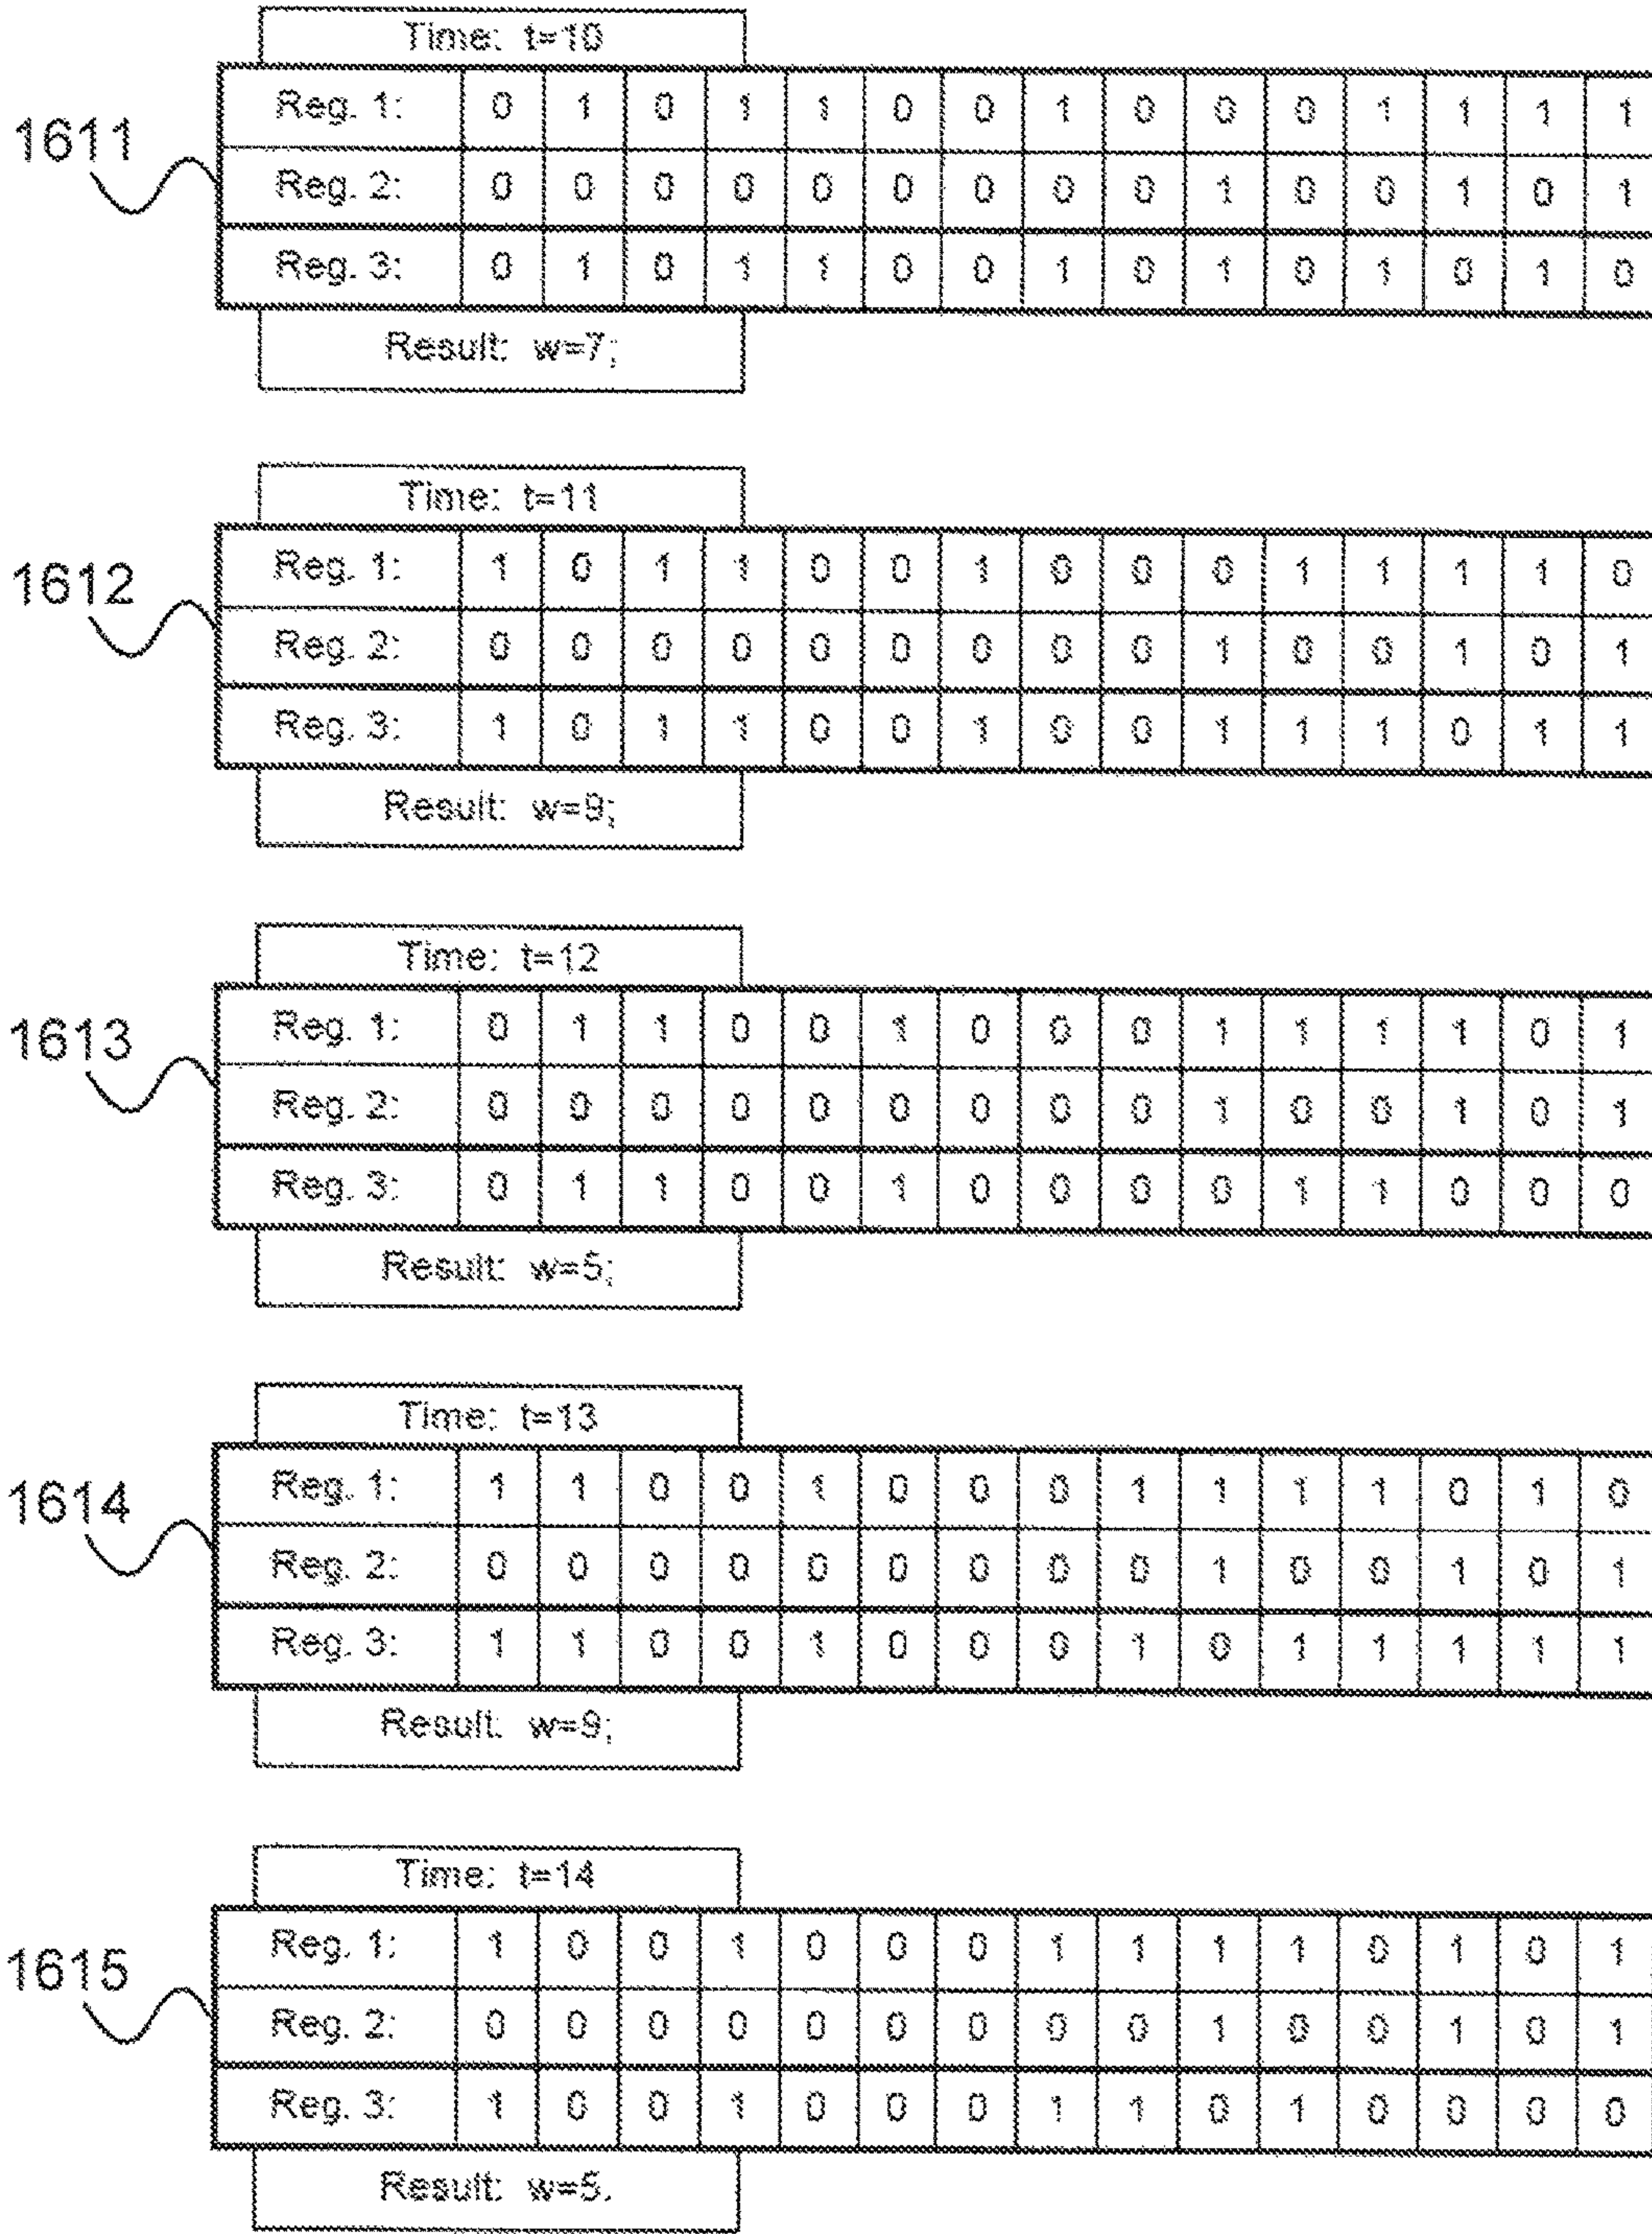 Time: t=10
1611
Reg. 1: 0 1 0 1 1 0 0 1 0 0 0 1 1 1 1
Reg. 2: 0 0 0 0 0 0 0 0 0 1 0 0 1 0 1
Reg. 3: 0 1 0 1 1 0 0 1 0 1 0 1 0 1 0
Result: w=7;
Time: t=11
1612
Reg. 1: 1 0 1 1 0 0 1 0 0 0 1 1 1 1 0
Reg. 2: 0 0 0 0 0 0 0 0 0 1 0 0 1 0 1
Reg. 3: 1 0 1 1 0 0 1 0 0 1 1 1 0 1 1
Result: w=9;
Time: t=12
1613
Reg. 1: 0 1 1 0 0 1 0 0 0 1 1 1 1 0 1
Reg. 2: 0 0 0 0 0 0 0 0 0 1 0 0 1 0 1
Reg. 3: 0 1 1 0 0 1 0 0 0 0 1 1 0 0 0
Result: w=5;
Time: t=13
1614
Reg. 1: 1 1 0 0 1 0 0 0 1 1 1 1 0 1 0
Reg. 2: 0 0 0 0 0 0 0 0 0 1 0 0 1 0 1
Reg. 3: 1 1 0 0 1 0 0 0 1 0 1 1 1 1 1
Result: w=9;
Time: t=14
1615
Reg. 1: 1 0 0 1 0 0 0 1 1 1 1 0 1 0 1
Reg. 2: 0 0 0 0 0 0 0 0 0 1 0 0 1 0 1
Reg. 3: 1 0 0 1 0 0 0 1 1 0 1 0 0 0 0
Result: w=5.